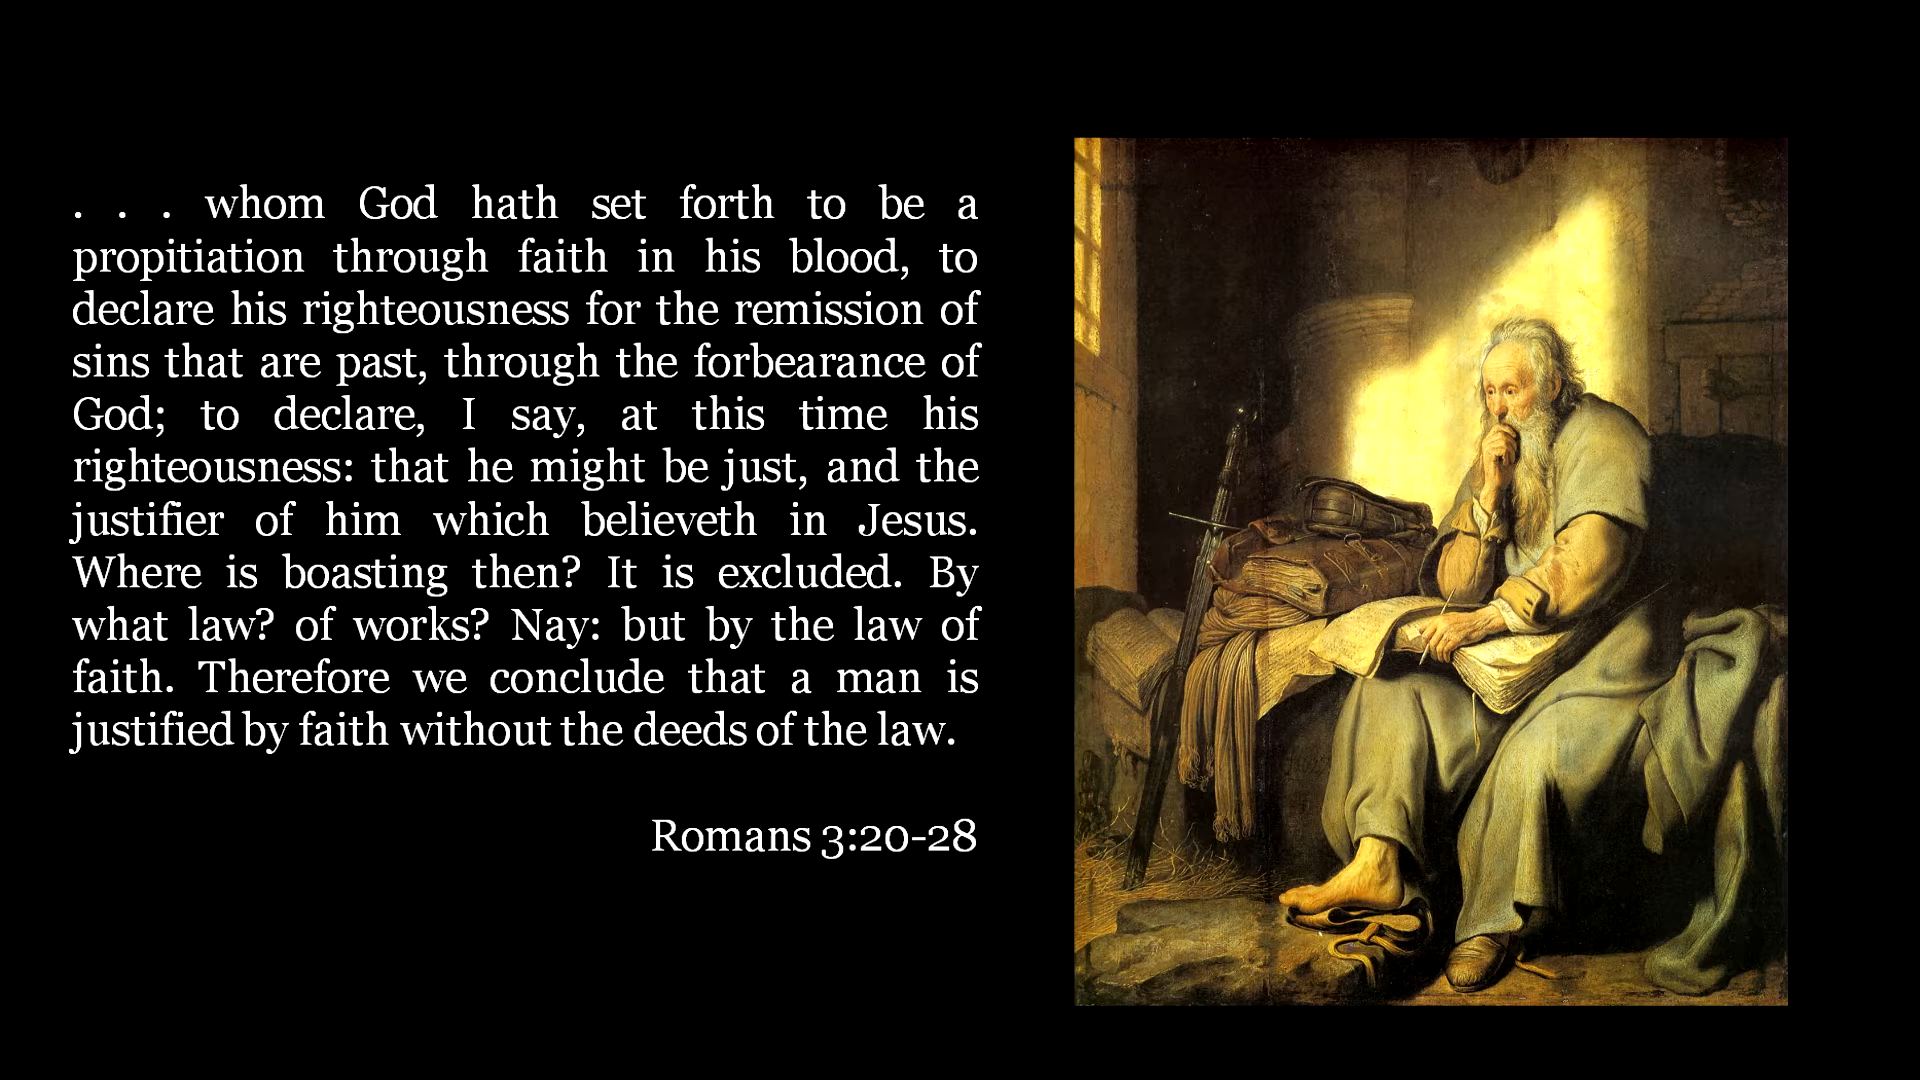 . . . whom God hath set forth to be a
propitiation through faith in his blood, to
declare his righteousness for the remission of
sins that are past, through the forbearance of
God; to declare, I say, at this time his
righteousness: that he might be just, and the
justifier of him which believeth in Jesus.
Where is boasting then? It is excluded. By
what law? of works? Nay: but by the law of
faith. Therefore we conclude that a man is
justified by faith without the deeds of the law.
Romans 3:20-28